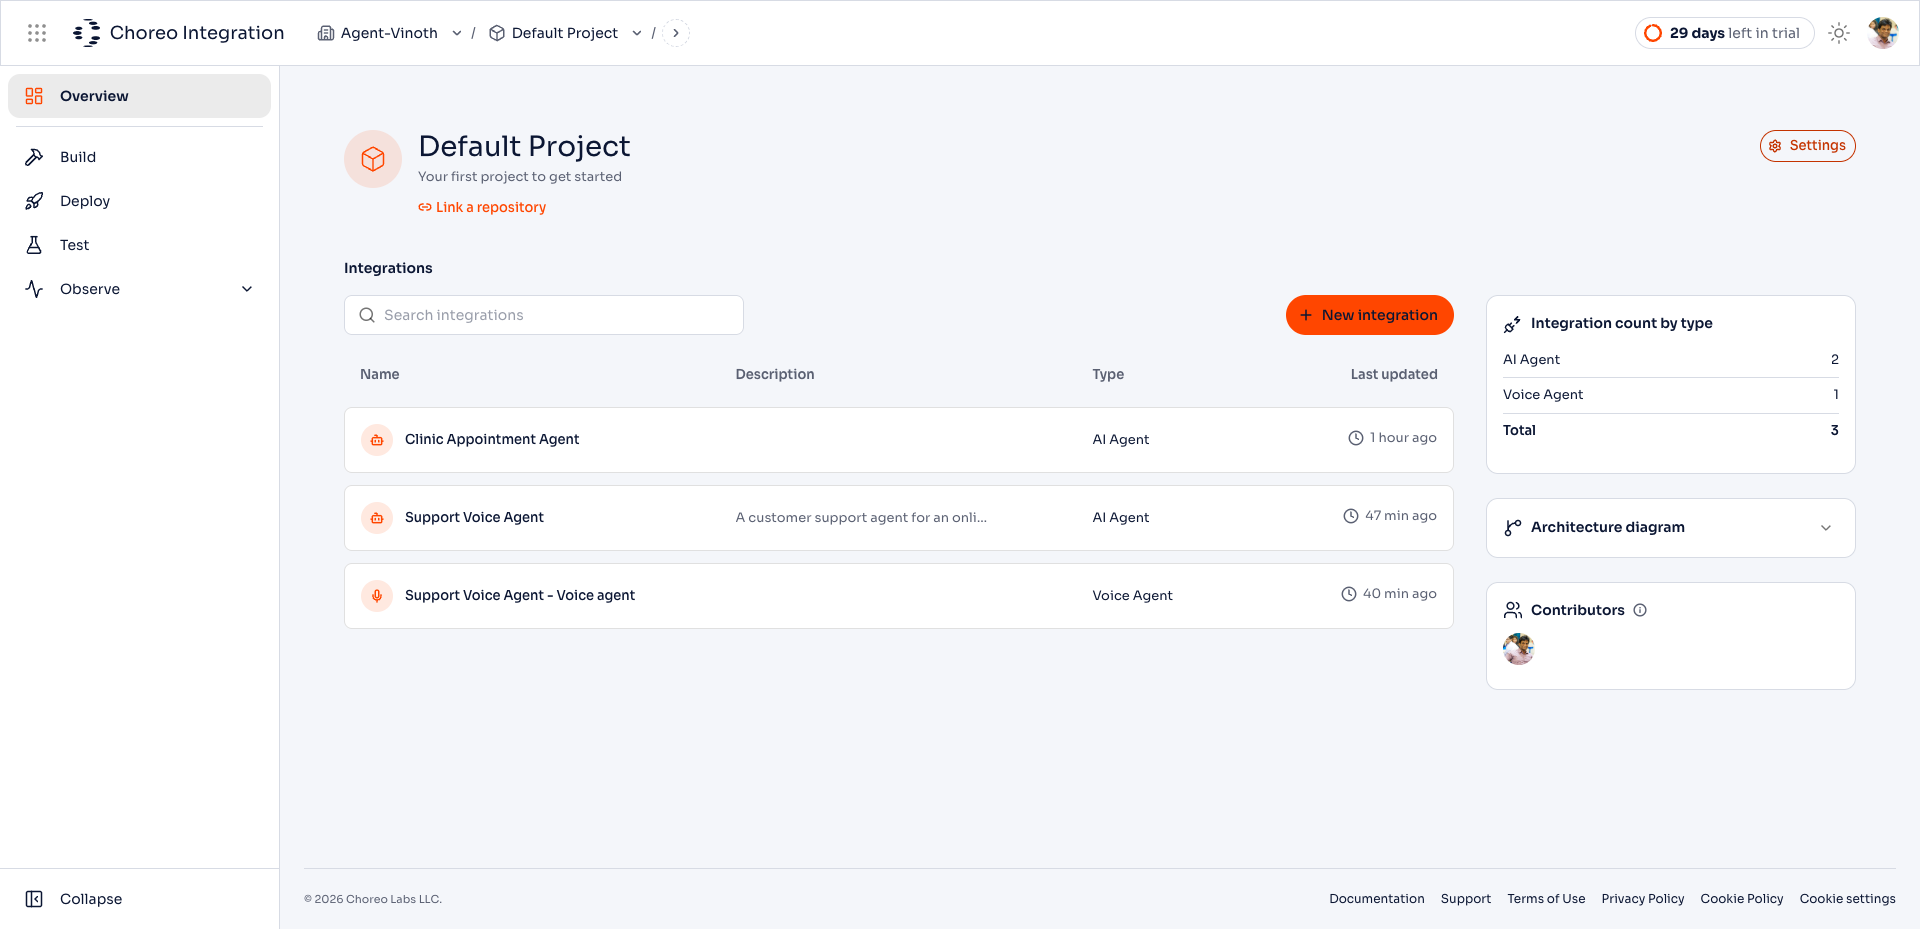 Choreo Integration
Agent-Vinoth / Default Project /
29 days left in trial
Overview
Build
Deploy
Test
Observe
Collapse
Default Project
Your first project to get started
Link a repository
Settings
Integrations
Search integrations
+ New integration
Name Description Type Last updated
Clinic Appointment Agent AI Agent 1 hour ago
Support Voice Agent A customer support agent for an onli... AI Agent 47 min ago
Support Voice Agent - Voice agent Voice Agent 40 min ago
Integration count by type
AI Agent 2
Voice Agent 1
Total 3
Architecture diagram
Contributors
© 2026 Choreo Labs LLC.
Documentation Support Terms of Use Privacy Policy Cookie Policy Cookie settings